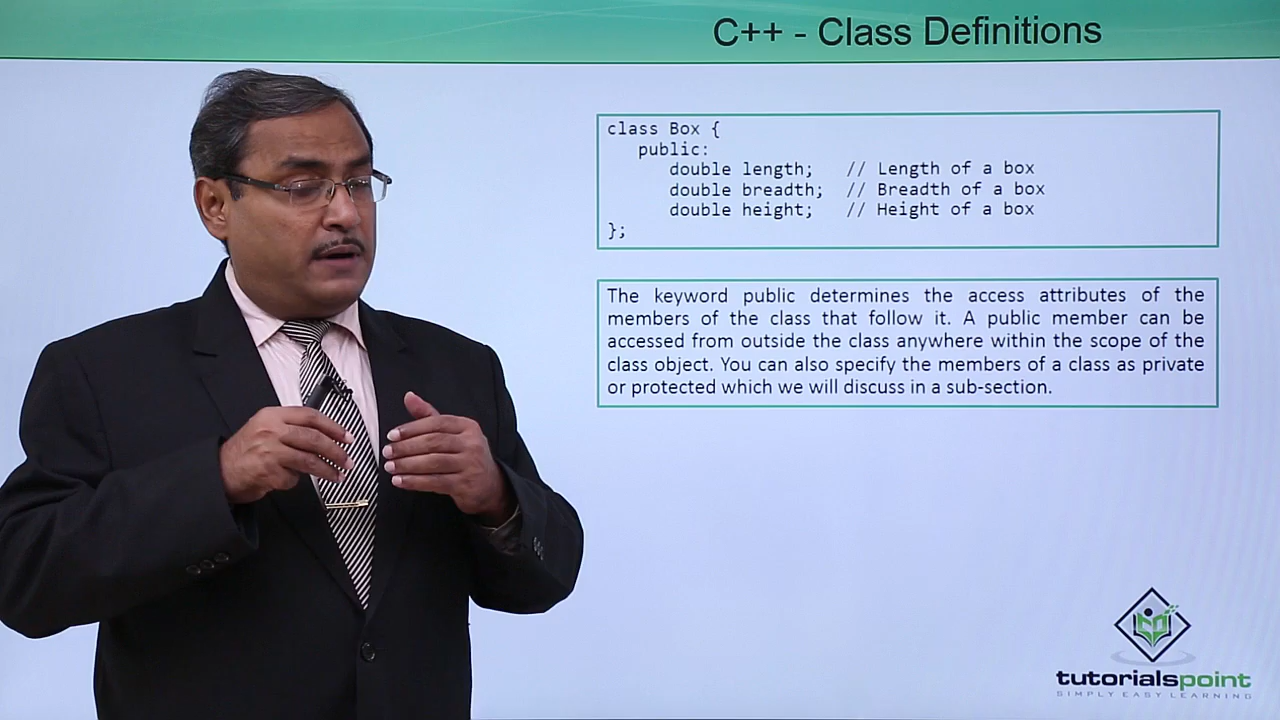 C++ - Class Definitions
class Box {
public:
double length;   // Length of a box
double breadth;  // Breadth of a box
double height;   // Height of a box
};
The keyword public determines the access attributes of the
members of the class that follow it. A public member can be
accessed from outside the class anywhere within the scope of the
class object. You can also specify the members of a class as private
or protected which we will discuss in a sub-section.
tutorialspoint
SIMPLY EASY LEARNING